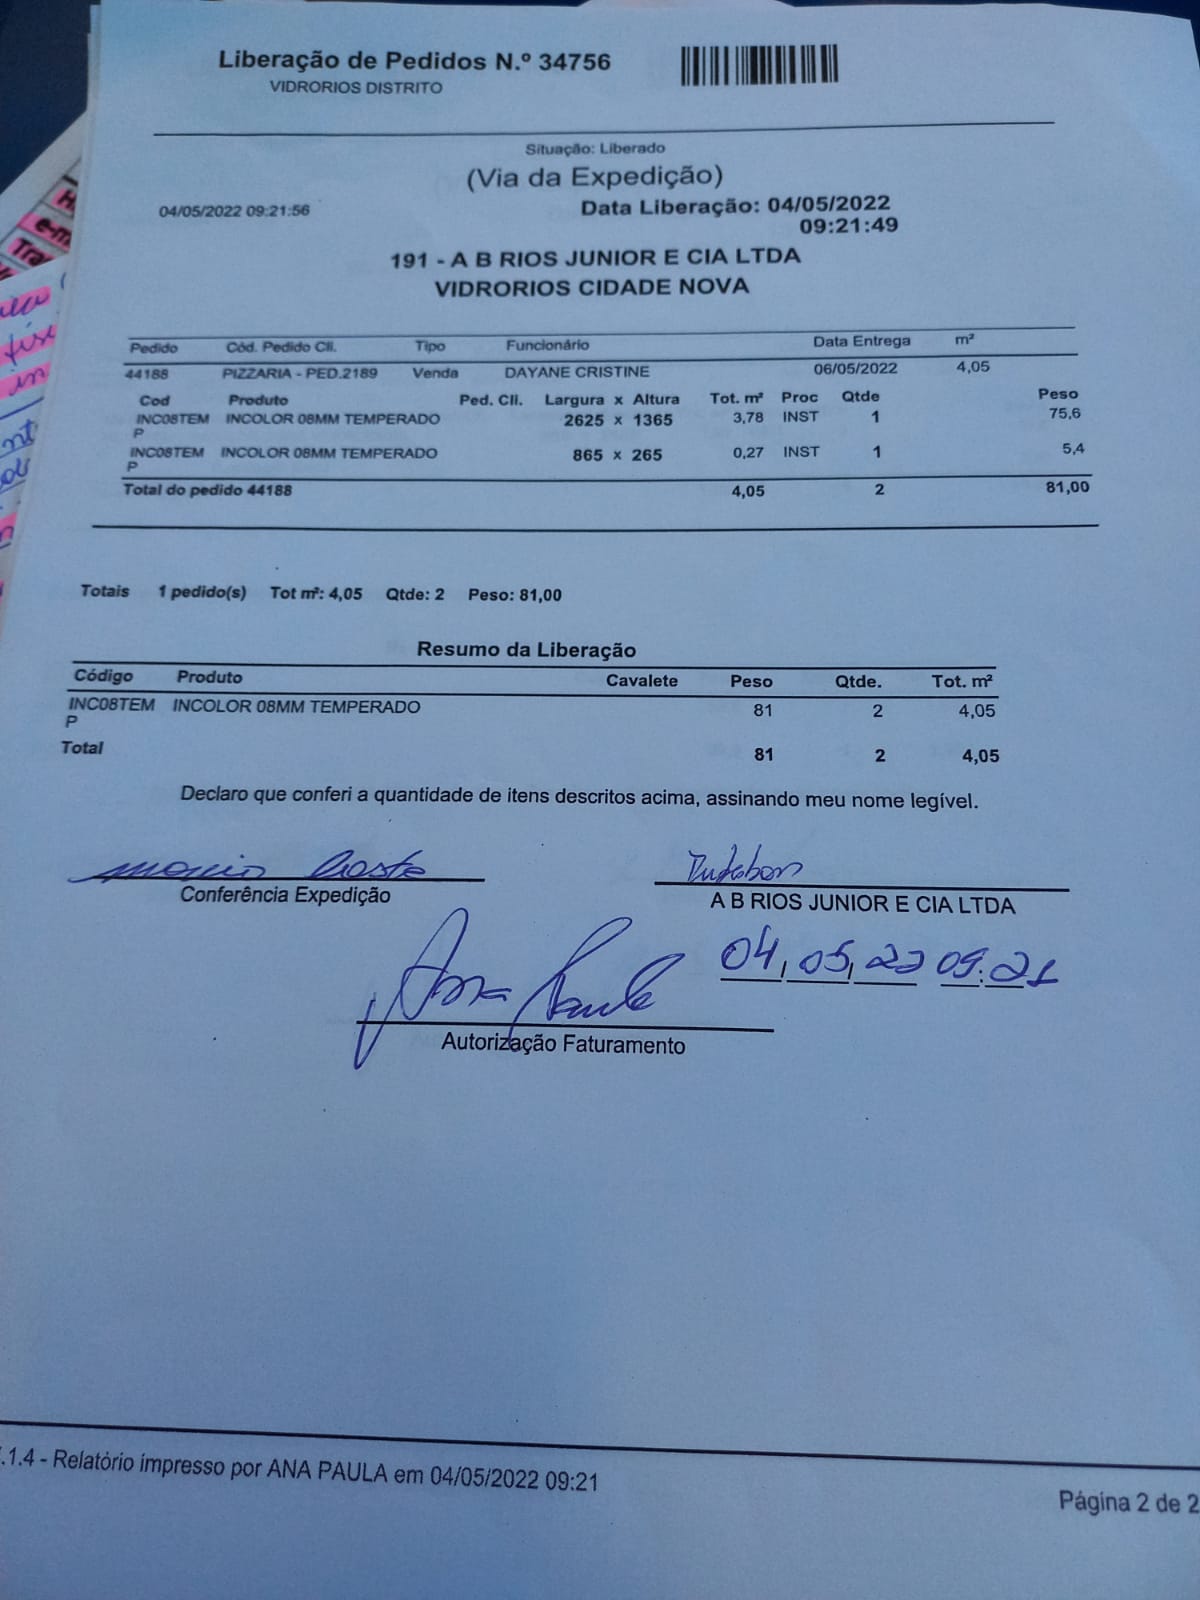 Liberação de Pedidos N.º 34756
VIDRORIOS DISTRITO
Situação: Liberado
(Via da Expedição)
04/05/2022 09:21:56 Data Liberação: 04/05/2022
09:21:49
191 - A B RIOS JUNIOR E CIA LTDA
VIDRORIOS CIDADE NOVA
Pedido Cód. Pedido Cli. Tipo Funcionário Data Entrega m²
44188 PIZZARIA - PED.2189 Venda DAYANE CRISTINE 06/05/2022 4,05
Cod Produto Ped. Cli. Largura x Altura Tot. m² Proc Qtde Peso
INC08TEM INCOLOR 08MM TEMPERADO 2625 x 1365 3,78 INST 1 75,6
P
INC08TEM INCOLOR 08MM TEMPERADO 865 x 265 0,27 INST 1 5,4
P
Total do pedido 44188 4,05 2 81,00
Totais 1 pedido(s) Tot m²: 4,05 Qtde: 2 Peso: 81,00
Resumo da Liberação
Código Produto Cavalete Peso Qtde. Tot. m²
INC08TEM INCOLOR 08MM TEMPERADO 81 2 4,05
P
Total 81 2 4,05
Declaro que conferi a quantidade de itens descritos acima, assinando meu nome legível.
Conferência Expedição
A B RIOS JUNIOR E CIA LTDA
04,05,22 09:21
Ana Paula
Autorização Faturamento
.1.4 - Relatório impresso por ANA PAULA em 04/05/2022 09:21
Página 2 de 2